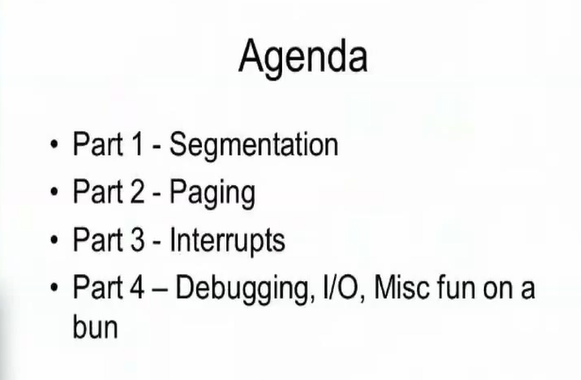 Agenda
• Part 1 - Segmentation
• Part 2 - Paging
• Part 3 - Interrupts
• Part 4 – Debugging, I/O, Misc fun on a
bun